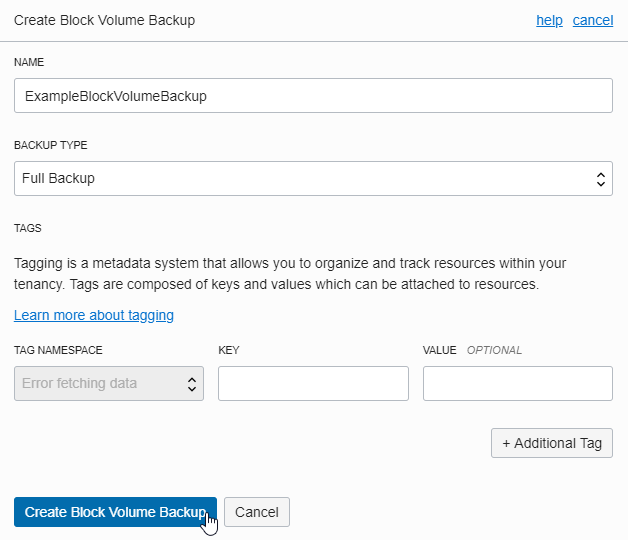 Create Block Volume Backup help cancel
NAME
ExampleBlockVolumeBackup
BACKUP TYPE
Full Backup
TAGS
Tagging is a metadata system that allows you to organize and track resources within your
tenancy. Tags are composed of keys and values which can be attached to resources.
Learn more about tagging
TAG NAMESPACE KEY VALUE OPTIONAL
Error fetching data
+ Additional Tag
Create Block Volume Backup Cancel